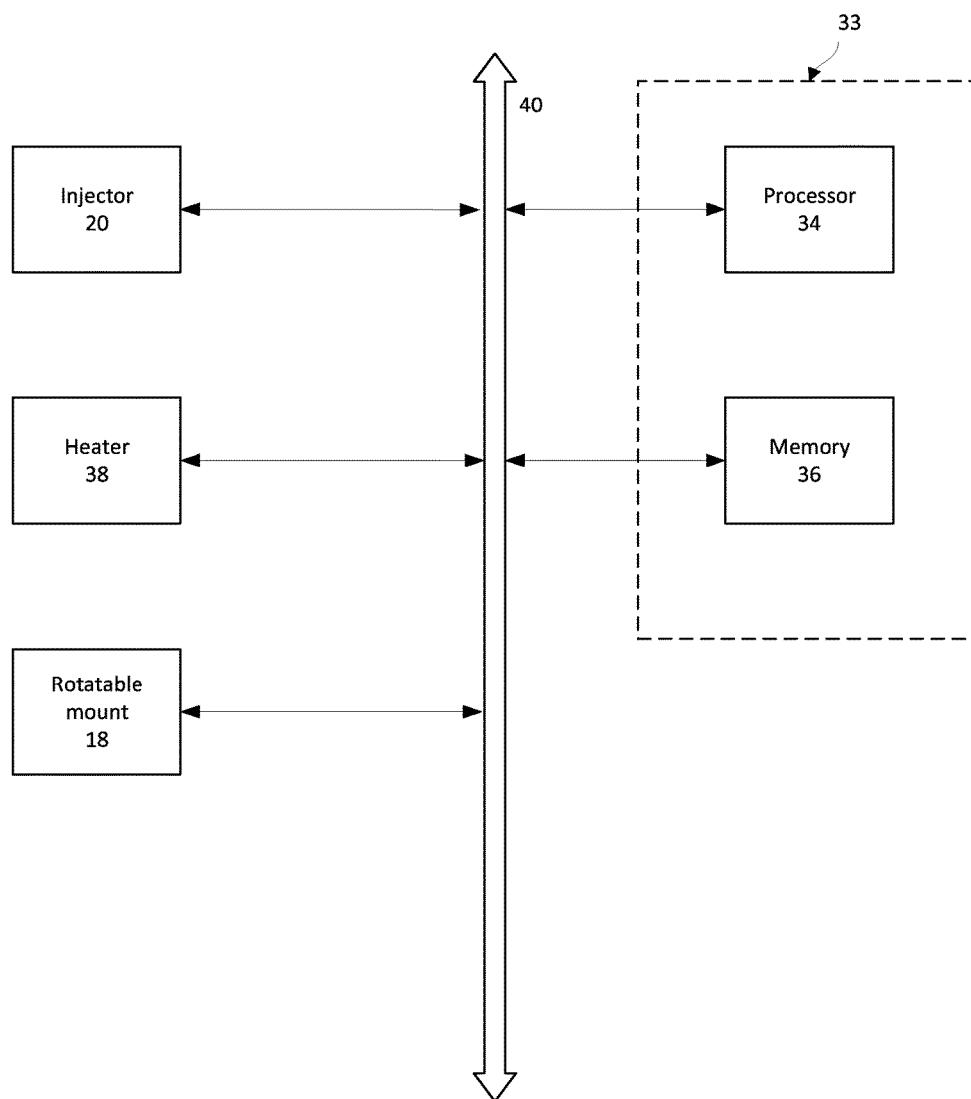 33
40
Injector
20
Processor
34
Heater
38
Memory
36
Rotatable
mount
18